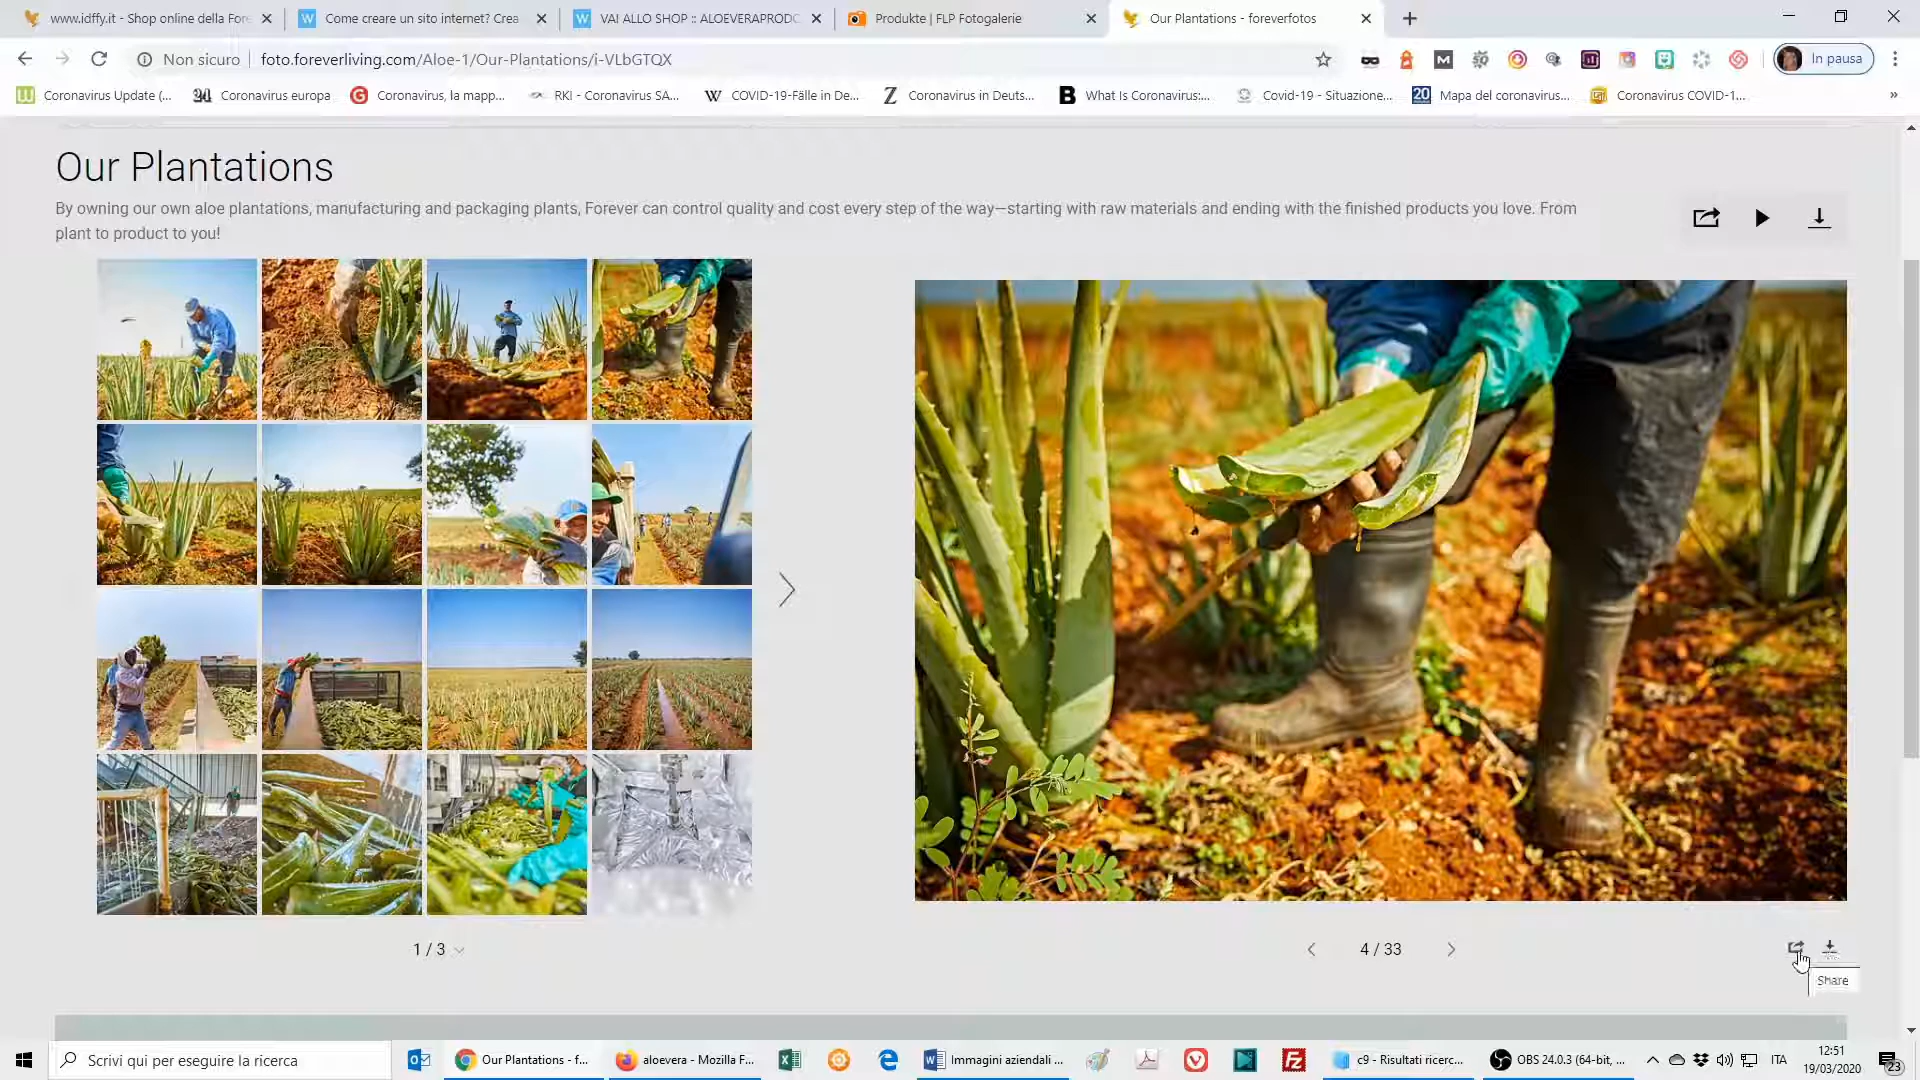 www.idffy.it - Shop online della Fore
Come creare un sito internet? Crea
VAI ALLO SHOP :: ALOEVERAPRODO
Produkte | FLP Fotogalerie
Our Plantations - foreverfotos
Non sicuro
foto.foreverliving.com/Aloe-1/Our-Plantations/i-VLbGTQX
In pausa
Coronavirus Update (...
Coronavirus europa
Coronavirus, la mapp...
RKI - Coronavirus SA...
COVID-19-Fälle in De...
Coronavirus in Deuts...
What Is Coronavirus:...
Covid-19 - Situazione...
20
Mapa del coronavirus...
Coronavirus COVID-1...
»
Our Plantations
By owning our own aloe plantations, manufacturing and packaging plants, Forever can control quality and cost every step of the way—starting with raw materials and ending with the finished products you love. From
plant to product to you!
1 / 3
4 / 33
Share
Scrivi qui per eseguire la ricerca
Our Plantations - f...
aloevera - Mozilla F...
Immagini aziendali ...
c9 - Risultati ricerc...
OBS 24.0.3 (64-bit, ...
ITA
12:51
19/03/2020
23